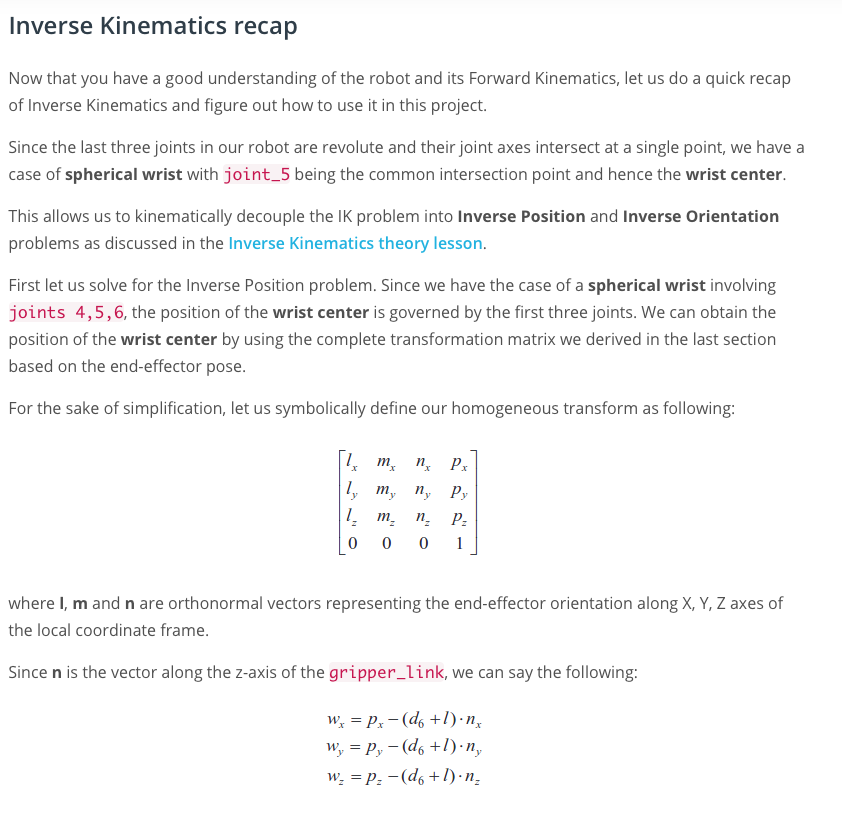 Inverse Kinematics recap
Now that you have a good understanding of the robot and its Forward Kinematics, let us do a quick recap
of Inverse Kinematics and figure out how to use it in this project.
Since the last three joints in our robot are revolute and their joint axes intersect at a single point, we have a
case of spherical wrist with joint_5 being the common intersection point and hence the wrist center.
This allows us to kinematically decouple the IK problem into Inverse Position and Inverse Orientation
problems as discussed in the Inverse Kinematics theory lesson.
First let us solve for the Inverse Position problem. Since we have the case of a spherical wrist involving
joints 4,5,6, the position of the wrist center is governed by the first three joints. We can obtain the
position of the wrist center by using the complete transformation matrix we derived in the last section
based on the end-effector pose.
For the sake of simplification, let us symbolically define our homogeneous transform as following:
l_x m_x n_x p_x
l_y m_y n_y p_y
l_z m_z n_z p_z
0 0 0 1
where l, m and n are orthonormal vectors representing the end-effector orientation along X, Y, Z axes of
the local coordinate frame.
Since n is the vector along the z-axis of the gripper_link, we can say the following:
w_x = p_x − (d_6 + l) · n_x
w_y = p_y − (d_6 + l) · n_y
w_z = p_z − (d_6 + l) · n_z